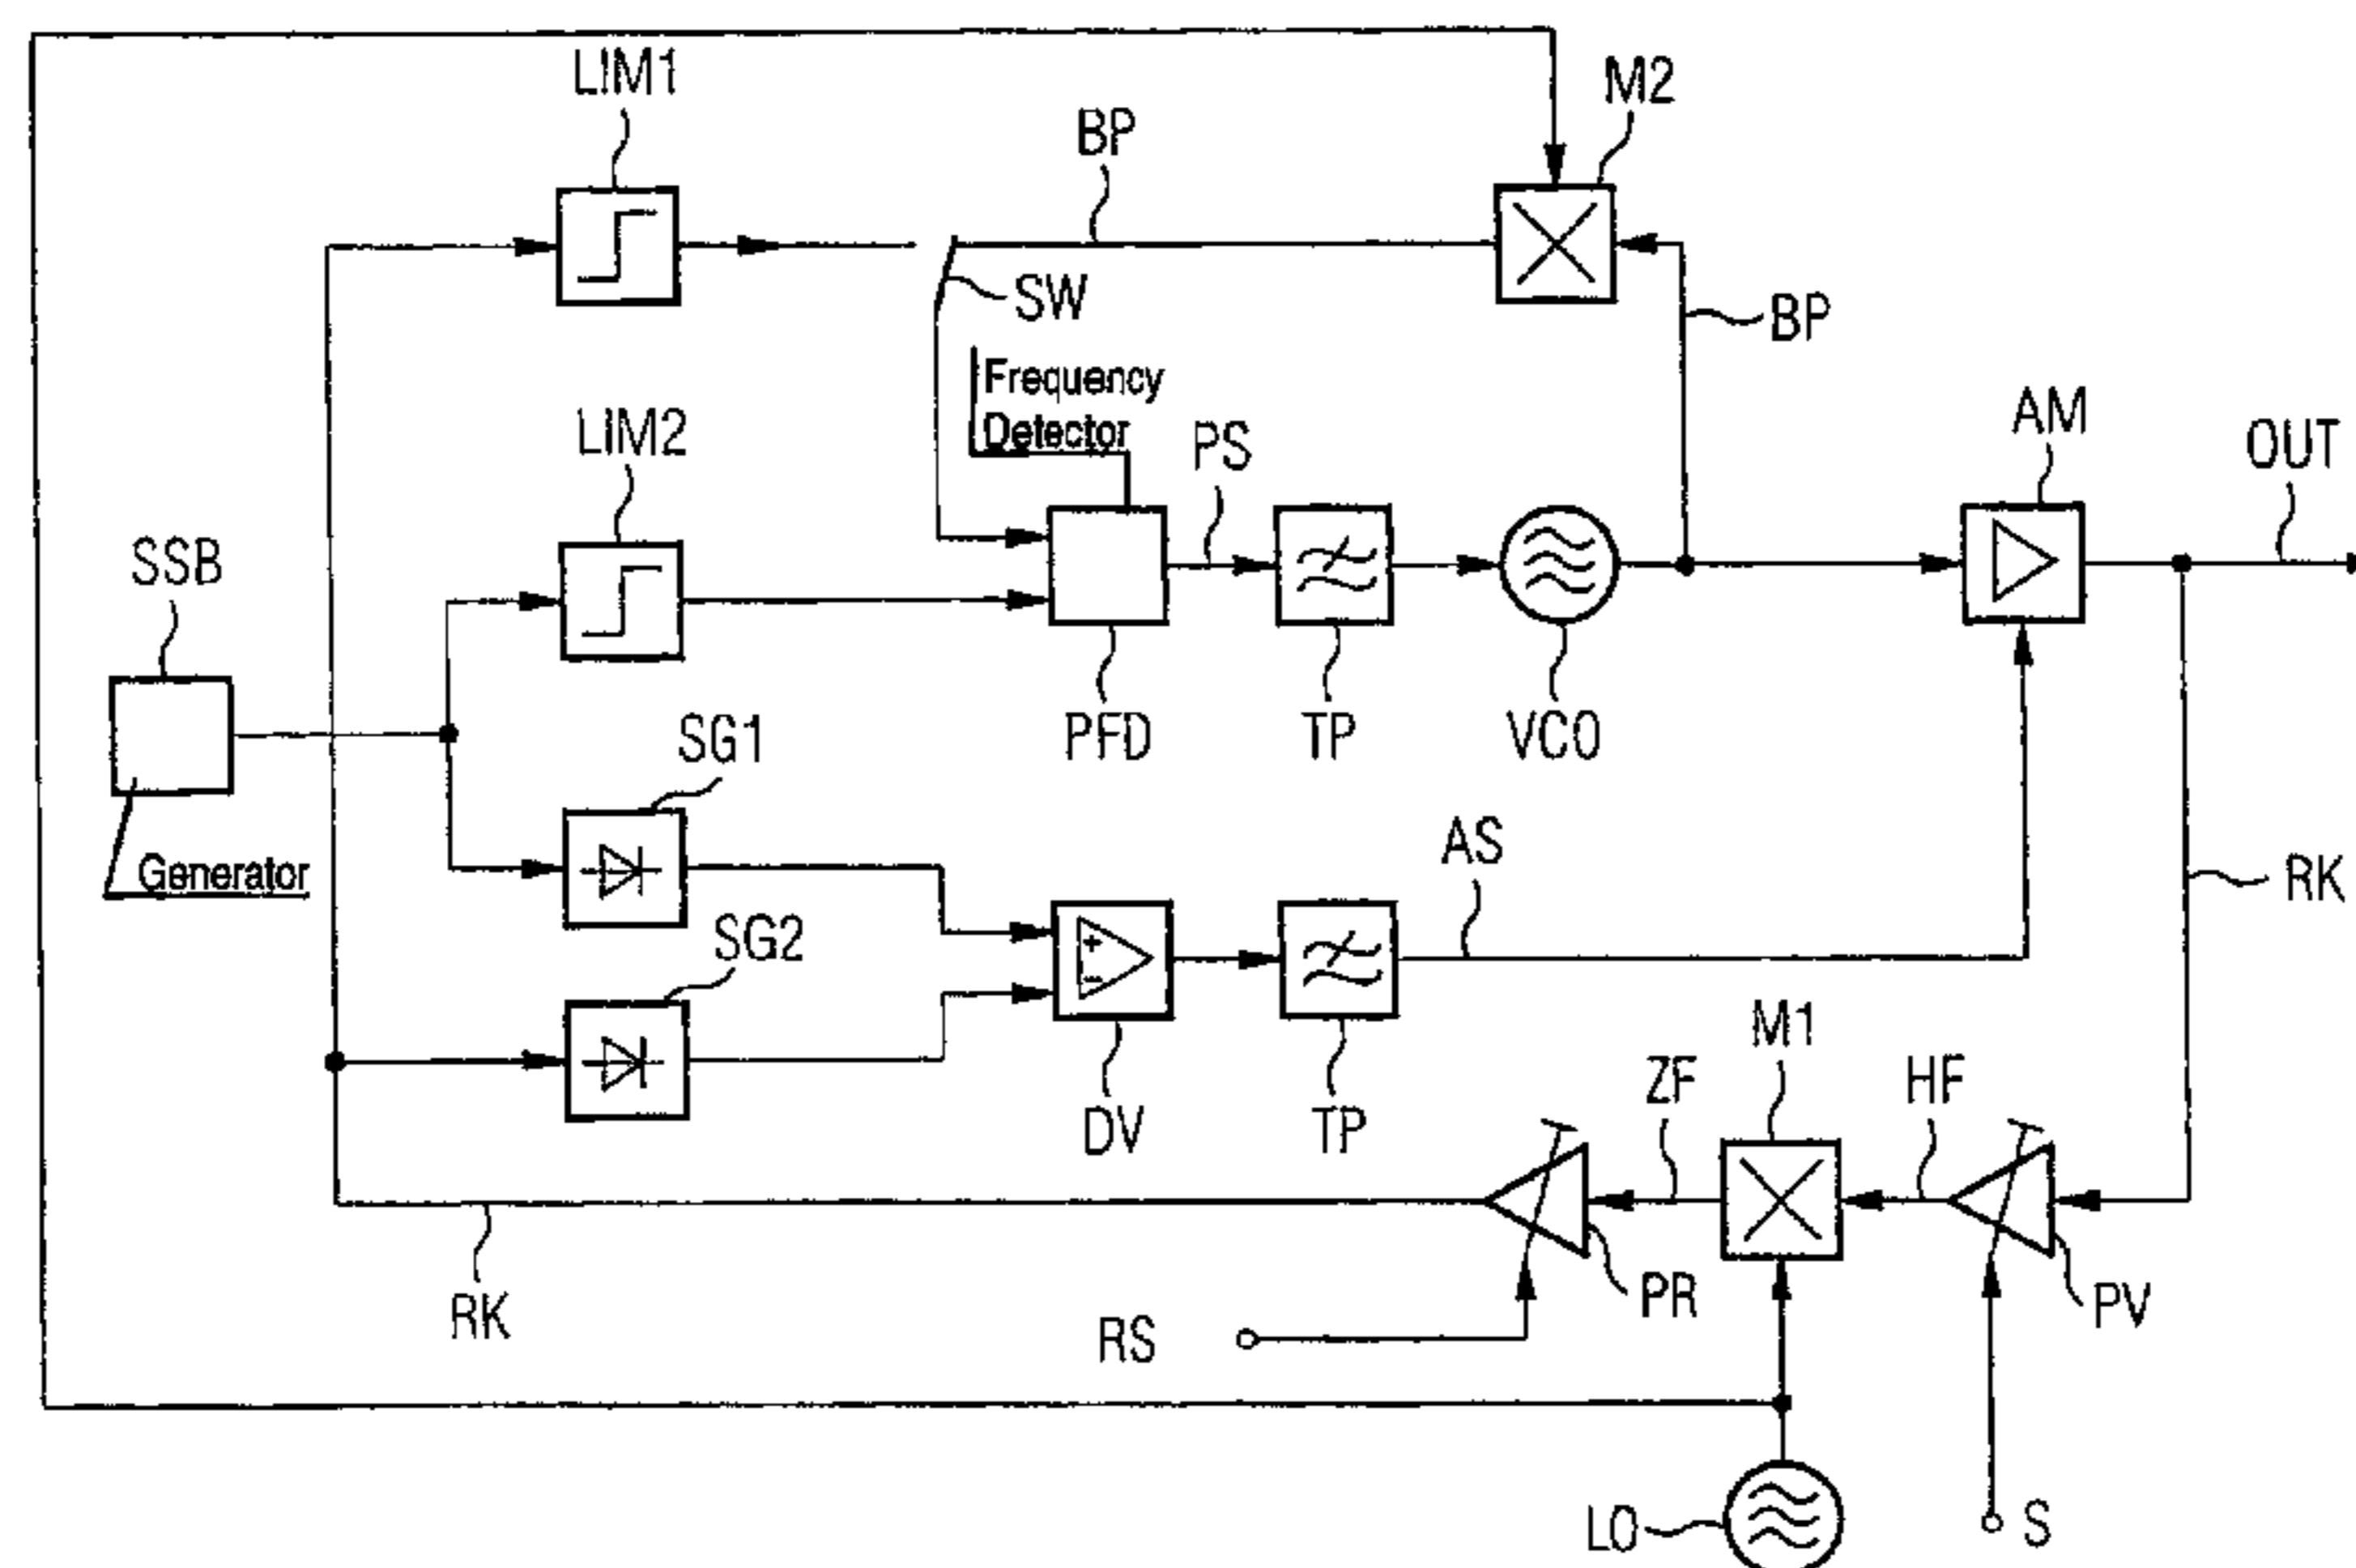 LIM1
M2
BP
SW
BP
Frequency
Detector
LIM2
PS
AM
OUT
SSB
SG1
PFD
TP
VCO
Generator
AS
RK
SG2
+
-
DV
TP
ZF
M1
HF
RK
RS
PR
PV
LO
S